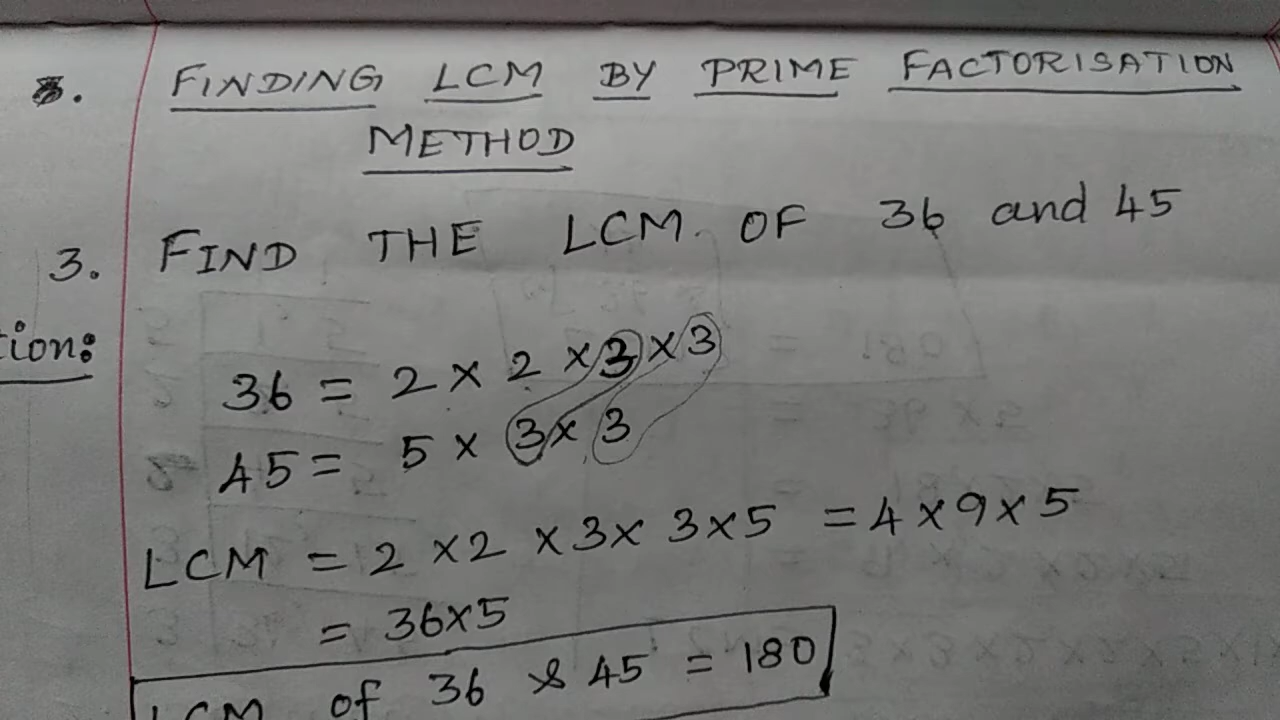 FINDING LCM BY PRIME FACTORISATION
METHOD
3. FIND THE LCM OF 36 and 45
tion:
36 = 2 × 2 × 3 × 3
45 = 5 × 3 × 3
LCM = 2 × 2 × 3 × 3 × 5 = 4 × 9 × 5
= 36 × 5
LCM of 36 & 45 = 180